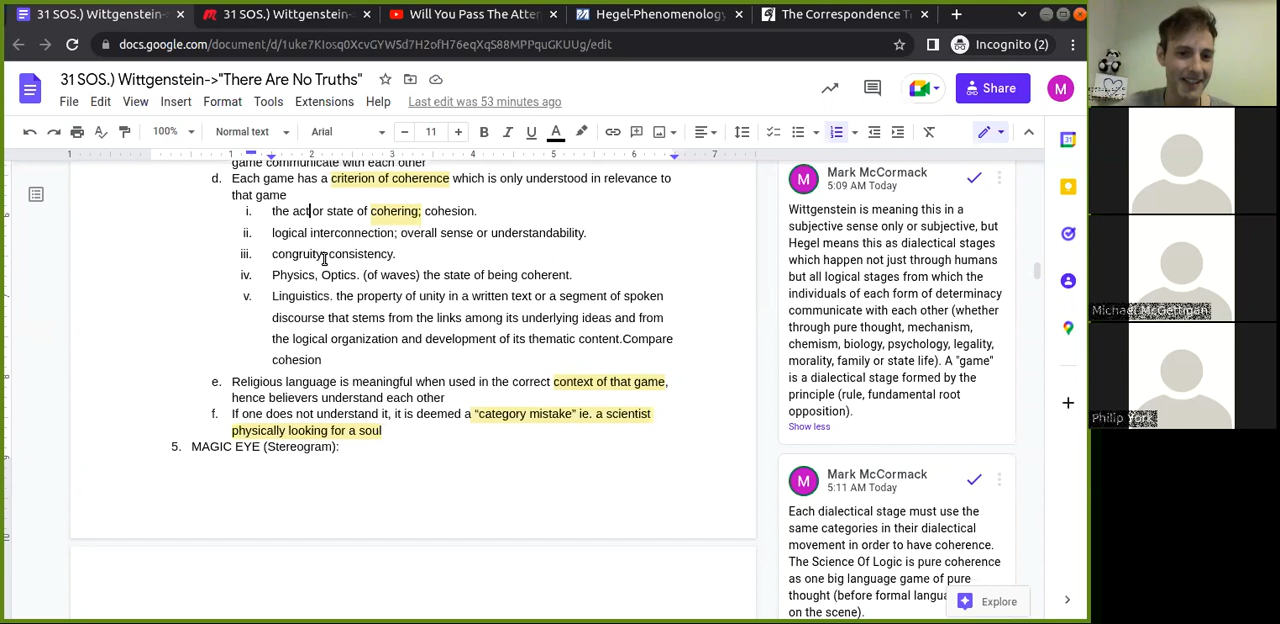 31 SOS.) Wittgenstein-
31 SOS.) Wittgenstein-
Will You Pass The Atten
Hegel-Phenomenology
The Correspondence T
docs.google.com/document/d/1uke7KIosq0XcvGYW5d7H2ofH76eqXqS88MPPquGKUUg/edit
Incognito (2)
31 SOS.) Wittgenstein->"There Are No Truths"
File Edit View Insert Format Tools Extensions Help Last edit was 53 minutes ago
Share
M
100% Normal text Arial 11
1 1 2 3 4 5 6 7
game communicate with each other
d. Each game has a criterion of coherence which is only understood in relevance to
that game
i. the act or state of cohering; cohesion.
ii. logical interconnection; overall sense or understandability.
iii. congruity; consistency.
iv. Physics, Optics. (of waves) the state of being coherent.
v. Linguistics. the property of unity in a written text or a segment of spoken
discourse that stems from the links among its underlying ideas and from
the logical organization and development of its thematic content.Compare
cohesion
e. Religious language is meaningful when used in the correct context of that game,
hence believers understand each other
f. If one does not understand it, it is deemed a “category mistake” ie. a scientist
physically looking for a soul
5. MAGIC EYE (Stereogram):
M
Mark McCormack
5:09 AM Today
Wittgenstein is meaning this in a
subjective sense only or subjective, but
Hegel means this as dialectical stages
which happen not just through humans
but all logical stages from which the
individuals of each form of determinacy
communicate with each other (whether
through pure thought, mechanism,
chemism, biology, psychology, legality,
morality, family or state life). A "game"
is a dialectical stage formed by the
principle (rule, fundamental root
opposition).
Show less
M
Mark McCormack
5:11 AM Today
Each dialectical stage must use the
same categories in their dialectical
movement in order to have coherence.
The Science Of Logic is pure coherence
as one big language game of pure
thought (before formal langua
on the scene).
Explore
Michael McGettigan
Philip York